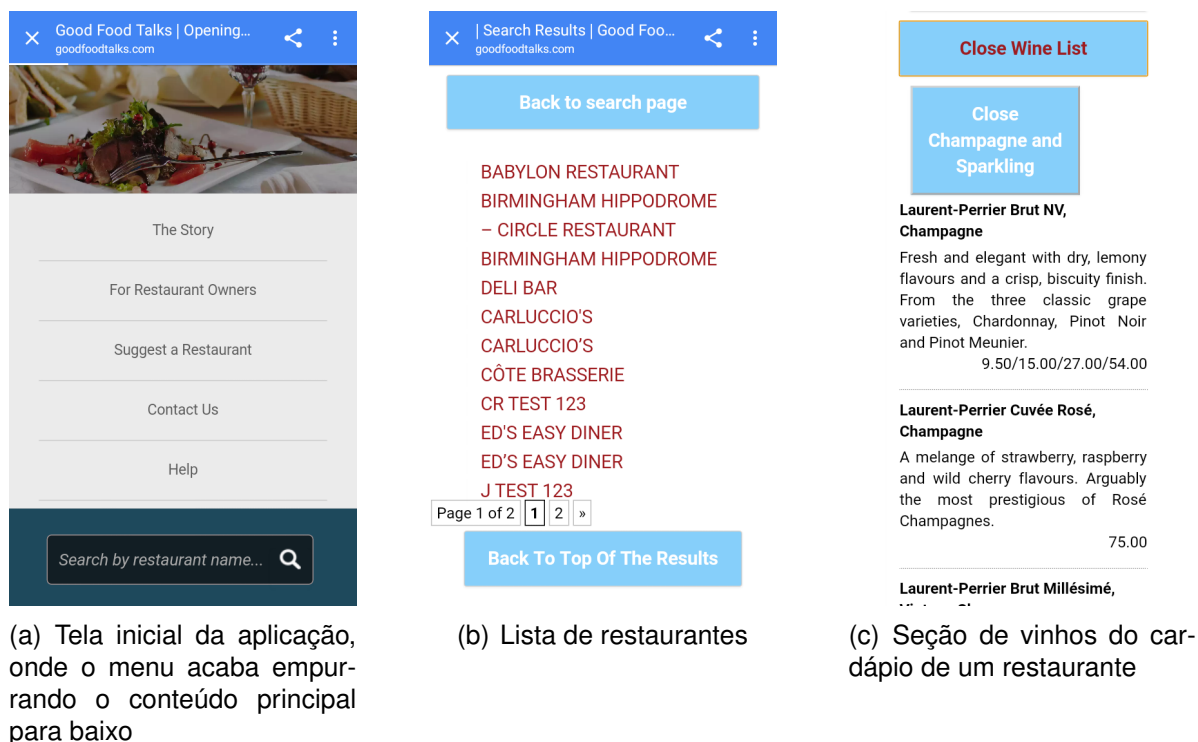 Good Food Talks | Opening...
goodfoodtalks.com
The Story
For Restaurant Owners
Suggest a Restaurant
Contact Us
Help
Search by restaurant name...
(a) Tela inicial da aplicação,
onde o menu acaba empur-
rando o conteúdo principal
para baixo
| Search Results | Good Foo...
goodfoodtalks.com
Back to search page
BABYLON RESTAURANT
BIRMINGHAM HIPPODROME
– CIRCLE RESTAURANT
BIRMINGHAM HIPPODROME
DELI BAR
CARLUCCIO'S
CARLUCCIO’S
CÔTE BRASSERIE
CR TEST 123
ED'S EASY DINER
ED’S EASY DINER
J TEST 123
Page 1 of 2 1 2 »
Back To Top Of The Results
(b) Lista de restaurantes
Close Wine List
Close
Champagne and
Sparkling
Laurent-Perrier Brut NV,
Champagne
Fresh and elegant with dry, lemony
flavours and a crisp, biscuity finish.
From the three classic grape
varieties, Chardonnay, Pinot Noir
and Pinot Meunier.
9.50/15.00/27.00/54.00
Laurent-Perrier Cuvée Rosé,
Champagne
A melange of strawberry, raspberry
and wild cherry flavours. Arguably
the most prestigious of Rosé
Champagnes.
75.00
Laurent-Perrier Brut Millésimé,
(c) Seção de vinhos do car-
dápio de um restaurante